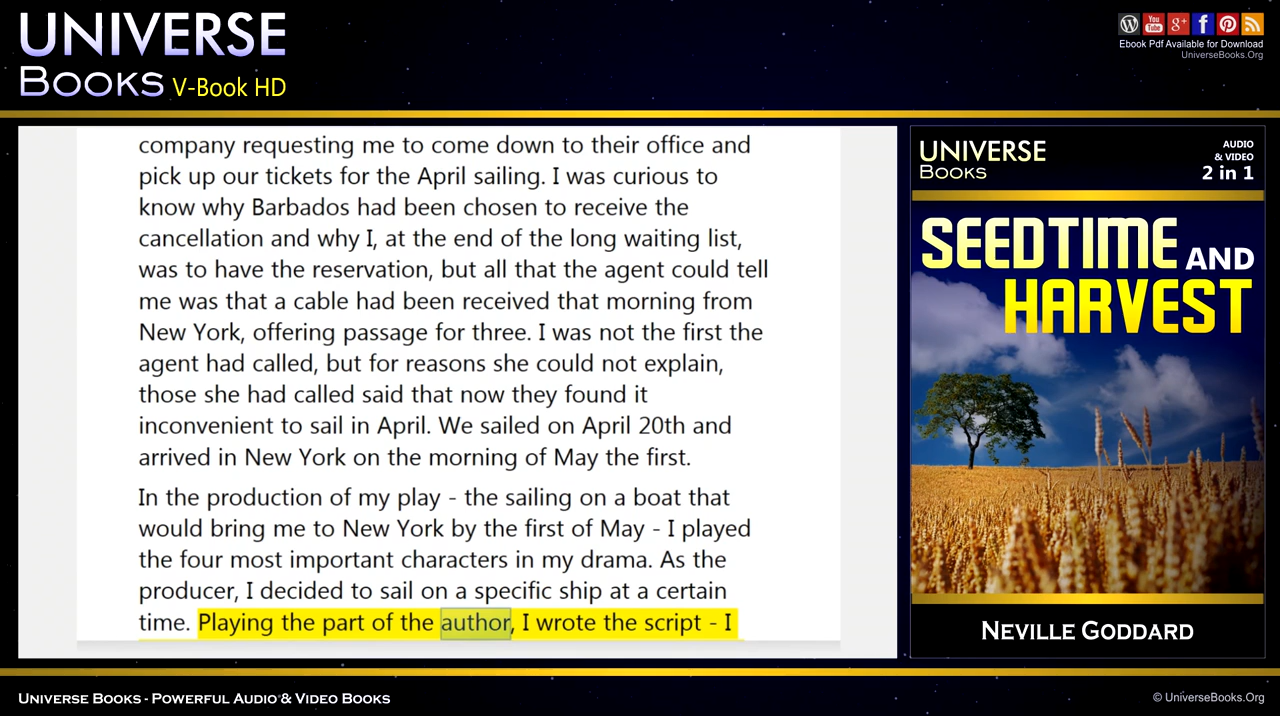 UNIVERSE
BOOKS V-Book HD
Ebook Pdf Available for Download
UniverseBooks.Org
company requesting me to come down to their office and
pick up our tickets for the April sailing. I was curious to
know why Barbados had been chosen to receive the
cancellation and why I, at the end of the long waiting list,
was to have the reservation, but all that the agent could tell
me was that a cable had been received that morning from
New York, offering passage for three. I was not the first the
agent had called, but for reasons she could not explain,
those she had called said that now they found it
inconvenient to sail in April. We sailed on April 20th and
arrived in New York on the morning of May the first.
In the production of my play - the sailing on a boat that
would bring me to New York by the first of May - I played
the four most important characters in my drama. As the
producer, I decided to sail on a specific ship at a certain
time. Playing the part of the author, I wrote the script - I
UNIVERSE
BOOKS
AUDIO
& VIDEO
2 in 1
SEEDTIME AND
HARVEST
NEVILLE GODDARD
UNIVERSE BOOKS - POWERFUL AUDIO & VIDEO BOOKS
© UniverseBooks.Org